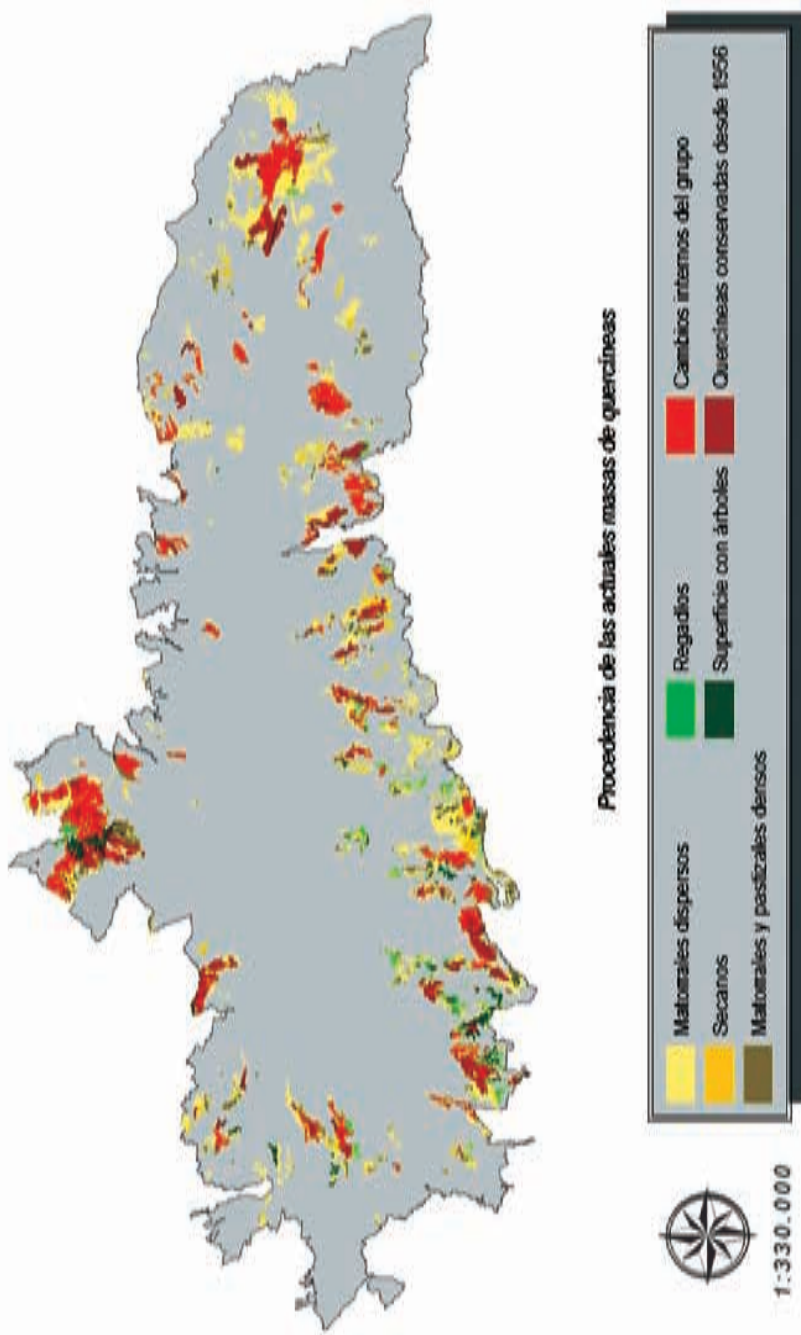 Procedencia de las actuales masas de quercíneas
Matorrales dispersos
Secanos
Matorrales y pastizales densos
Regadíos
Superficie con árboles
Cambios internos del grupo
Quercíneas conservadas desde 1956
1:330.000